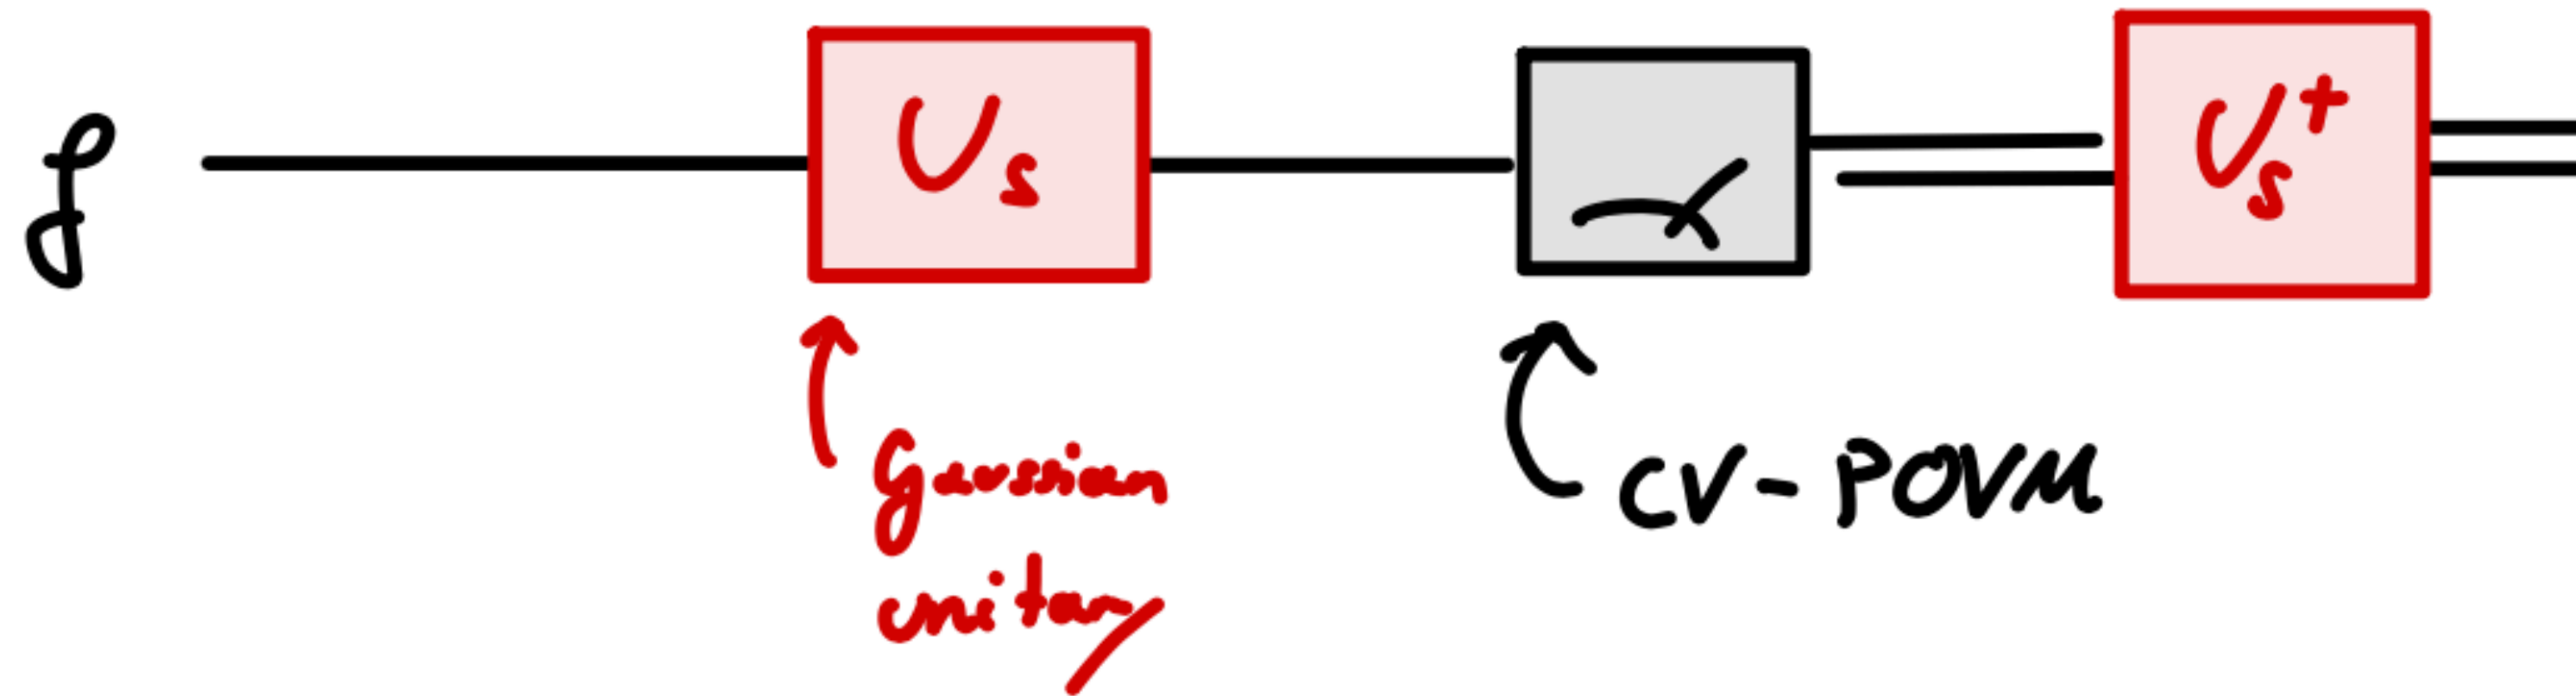 ρ
U_S
U_S^†
Gaussian
unitary
CV-POVM